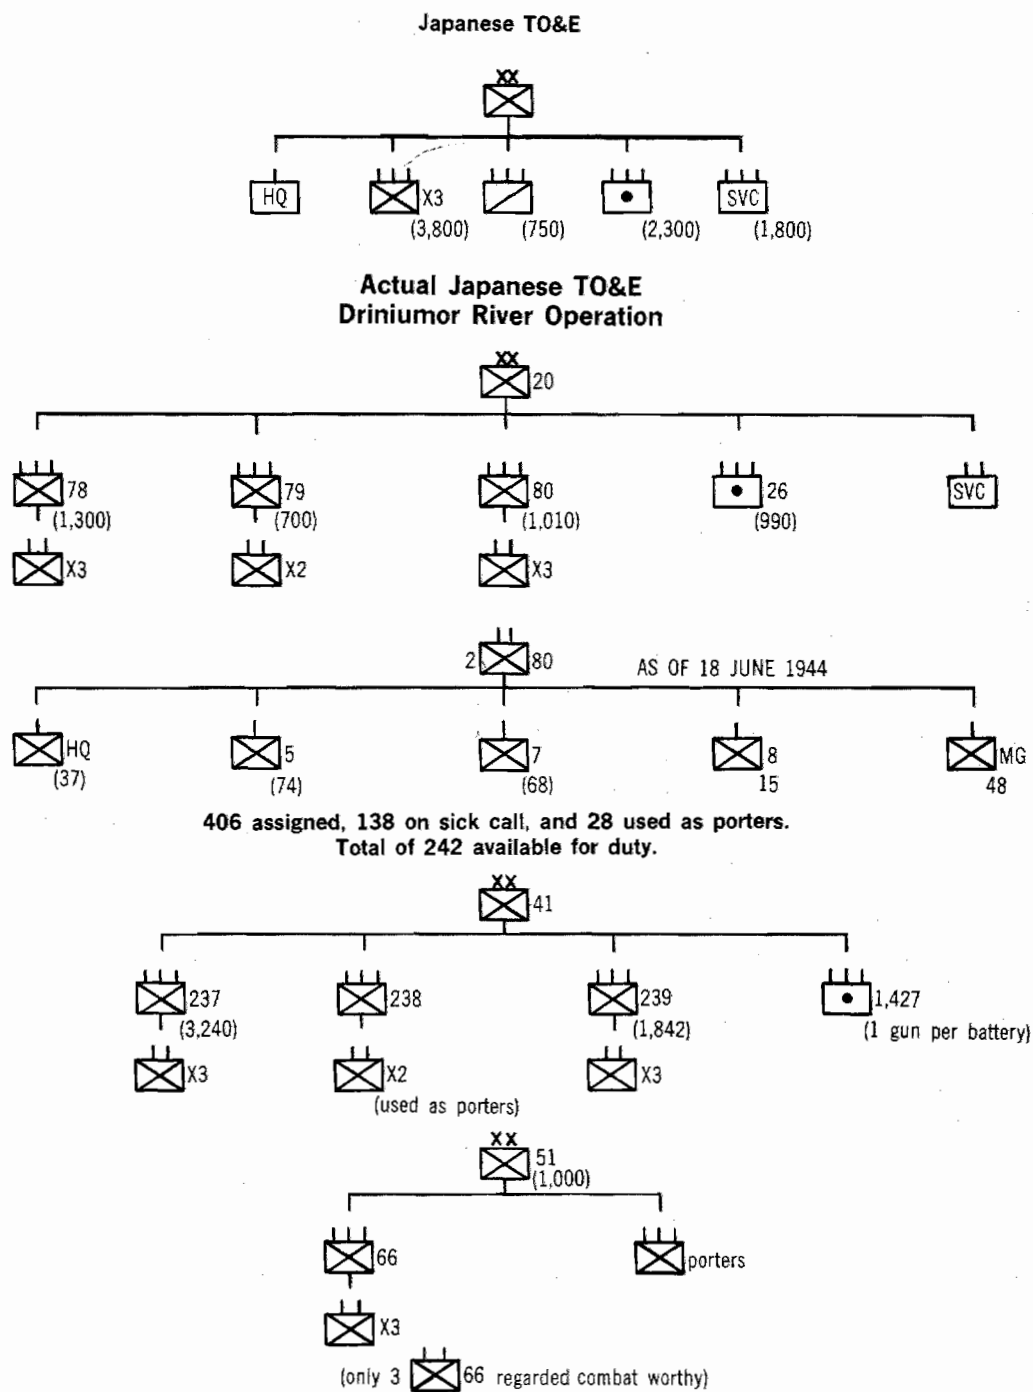 Japanese TO&E
XX
HQ
X3
SVC
(3,800)
(750)
(2,300)
(1,800)
Actual Japanese TO&E
Driniumor River Operation
XX
20
78
79
80
26
SVC
(1,300)
(700)
(1,010)
(990)
X3
X2
X3
2
80
AS OF 18 JUNE 1944
HQ
5
7
8
MG
(37)
(74)
(68)
15
48
406 assigned, 138 on sick call, and 28 used as porters.
Total of 242 available for duty.
XX
41
237
238
239
1,427
(3,240)
(1,842)
(1 gun per battery)
X3
X2
X3
(used as porters)
XX
51
(1,000)
66
porters
X3
(only 3 66 regarded combat worthy)